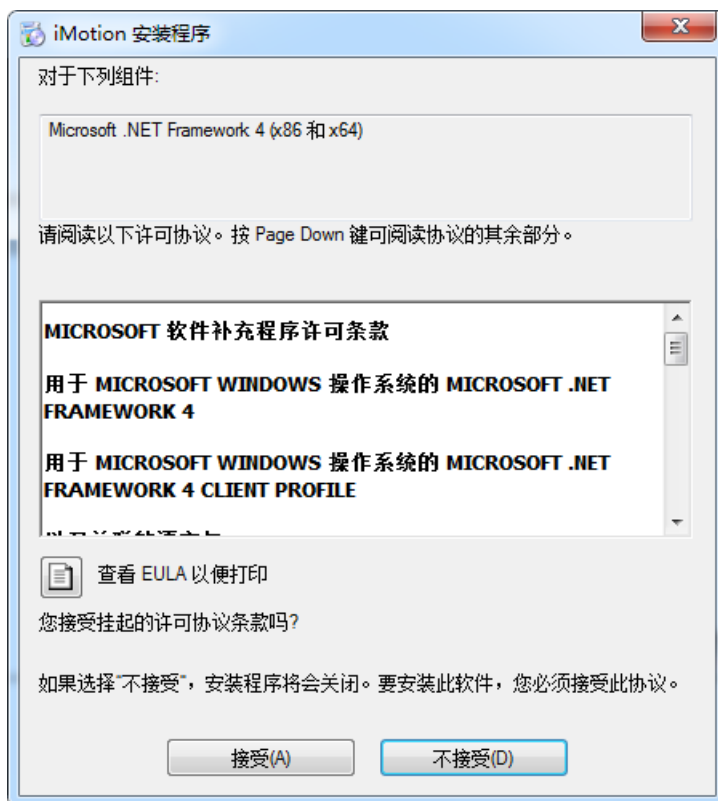 iMotion 安装程序
对于下列组件:
Microsoft .NET Framework 4 (x86 和 x64)
请阅读以下许可协议。按 Page Down 键可阅读协议的其余部分。
MICROSOFT 软件补充程序许可条款
用于 MICROSOFT WINDOWS 操作系统的 MICROSOFT .NET
FRAMEWORK 4
用于 MICROSOFT WINDOWS 操作系统的 MICROSOFT .NET
FRAMEWORK 4 CLIENT PROFILE
查看 EULA 以便打印
您接受挂起的许可协议条款吗?
如果选择“不接受”，安装程序将会关闭。要安装此软件，您必须接受此协议。
接受(A)
不接受(D)